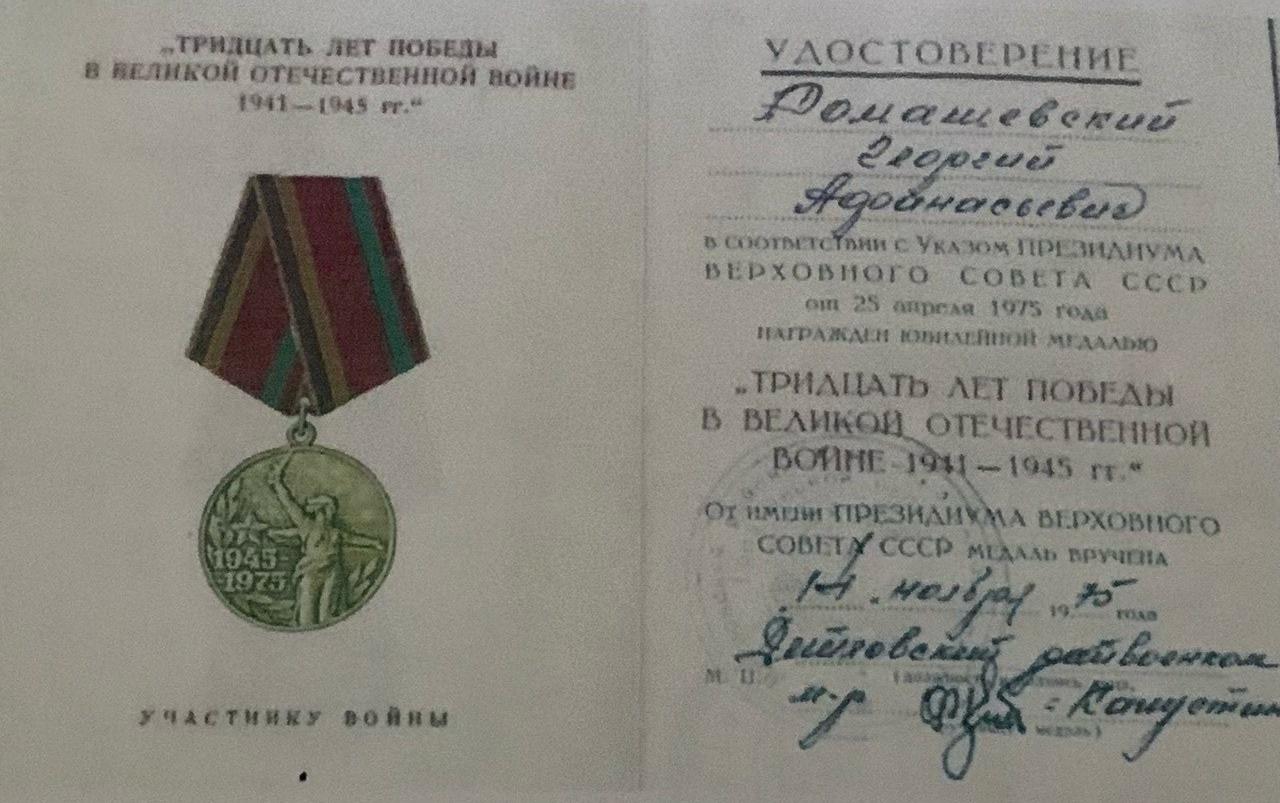 „ТРИДЦАТЬ ЛЕТ ПОБЕДЫ
В ВЕЛИКОЙ ОТЕЧЕСТВЕННОЙ ВОЙНЕ
1941—1945 гг.“
1945-
-1975
УЧАСТНИКУ ВОЙНЫ
УДОСТОВЕРЕНИЕ
Ромашевский
Георгий
Афанасьевич
В СООТВЕТСТВИИ С УКАЗОМ ПРЕЗИДИУМА
ВЕРХОВНОГО СОВЕТА СССР
от 25 апреля 1975 года
НАГРАЖДЕН ЮБИЛЕЙНОЙ МЕДАЛЬЮ
„ТРИДЦАТЬ ЛЕТ ПОБЕДЫ
В ВЕЛИКОЙ ОТЕЧЕСТВЕННОЙ
ВОЙНЕ 1941—1945 гг.“
От имени ПРЕЗИДИУМА ВЕРХОВНОГО
СОВЕТА СССР МЕДАЛЬ ВРУЧЕНА
ноября 1975 года
райвоенком
М. П.
м-р Капустин
медаль)